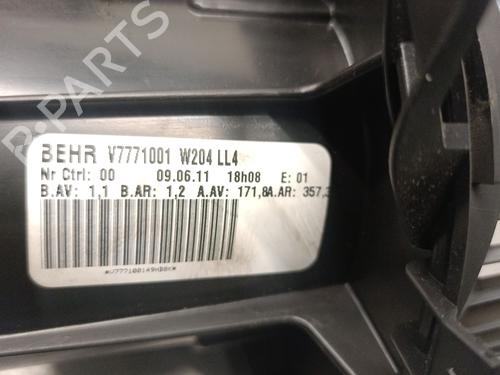 B-PARTS
BEHR V7771001 W204 LL4
Nr Ctrl: 00 09.06.11 18h08 E: 01
B.AV: 1,1 B.AR: 1,2 A.AV: 171,8A.AR: 357,3